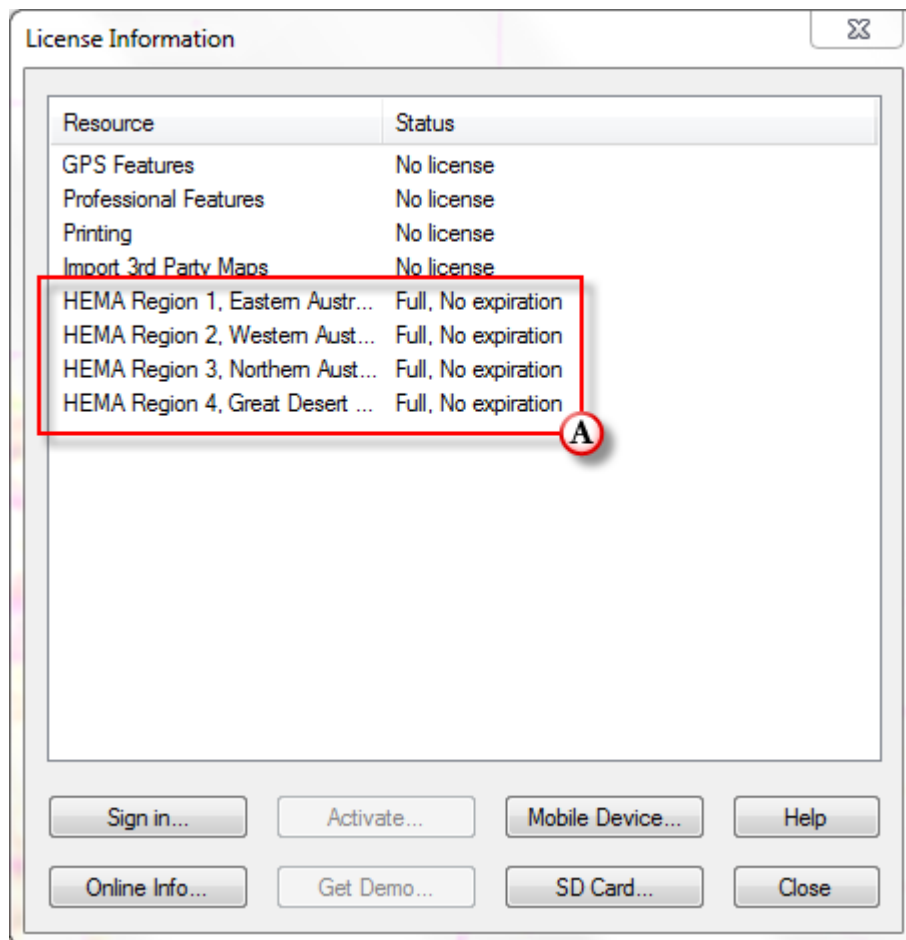 License Information
Resource Status
GPS Features No license
Professional Features No license
Printing No license
Import 3rd Party Maps No license
HEMA Region 1, Eastern Austr... Full, No expiration
HEMA Region 2, Western Aust... Full, No expiration
HEMA Region 3, Northern Aust... Full, No expiration
HEMA Region 4, Great Desert ... Full, No expiration
A
Sign in... Activate... Mobile Device... Help
Online Info... Get Demo... SD Card... Close